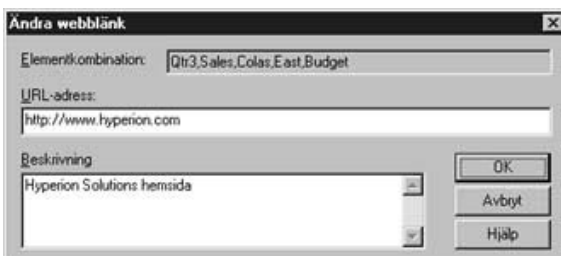 Ändra webblänk
Elementkombination: Qtr3,Sales,Colas,East,Budget
URL-adress:
http://www.hyperion.com
Beskrivning
Hyperion Solutions hemsida
OK
Avbryt
Hjälp